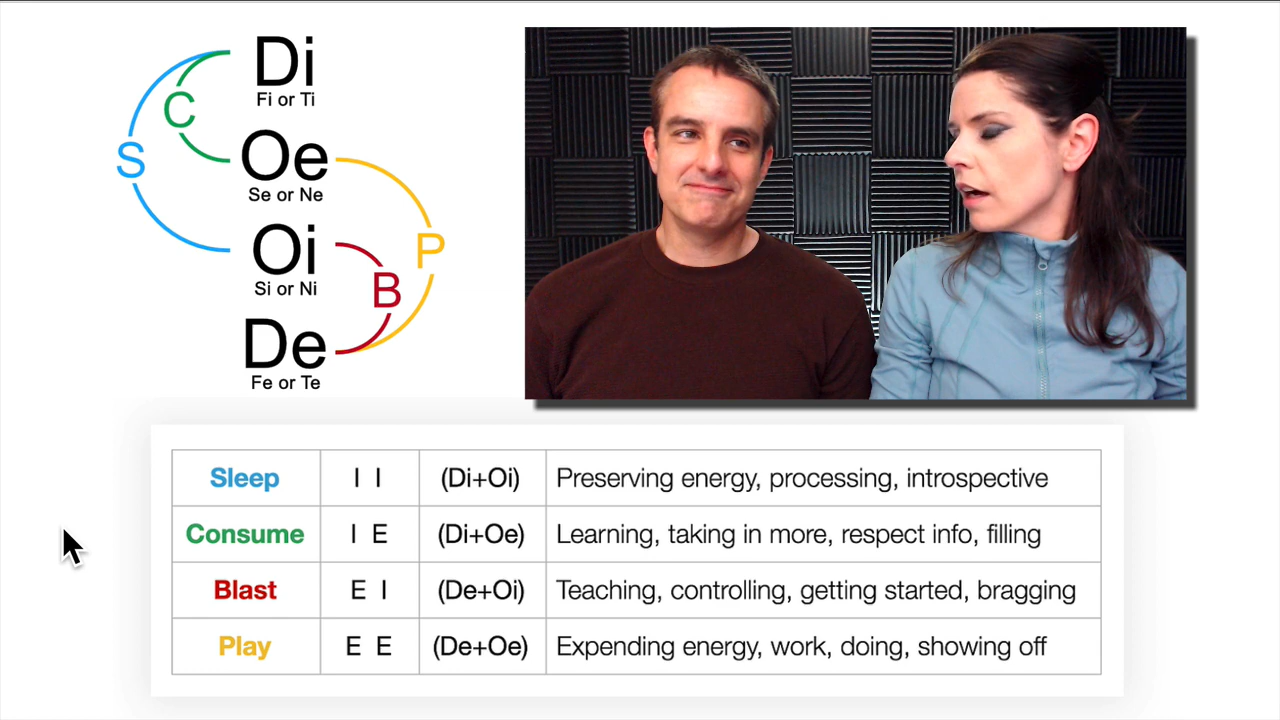 Di
Fi or Ti
C
Oe
S
Se or Ne
P
Oi
Si or Ni
B
De
Fe or Te
Sleep I I (Di+Oi) Preserving energy, processing, introspective
Consume I E (Di+Oe) Learning, taking in more, respect info, filling
Blast E I (De+Oi) Teaching, controlling, getting started, bragging
Play E E (De+Oe) Expending energy, work, doing, showing off